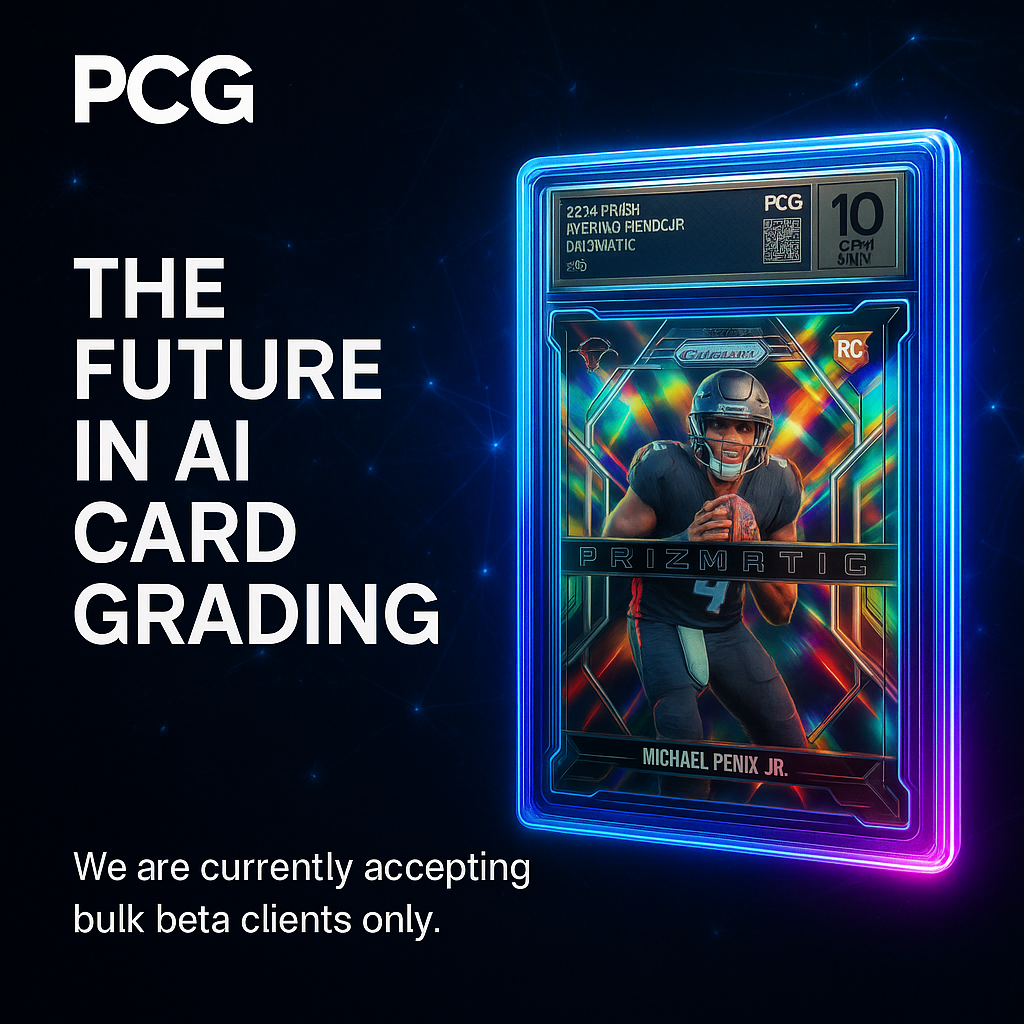 PCG
THE
FUTURE
IN AI
CARD
GRADING
We are currently accepting
bulk beta clients only.
PCG
10
RC
PRIZMRTIC
4
MICHAEL PENIX JR.